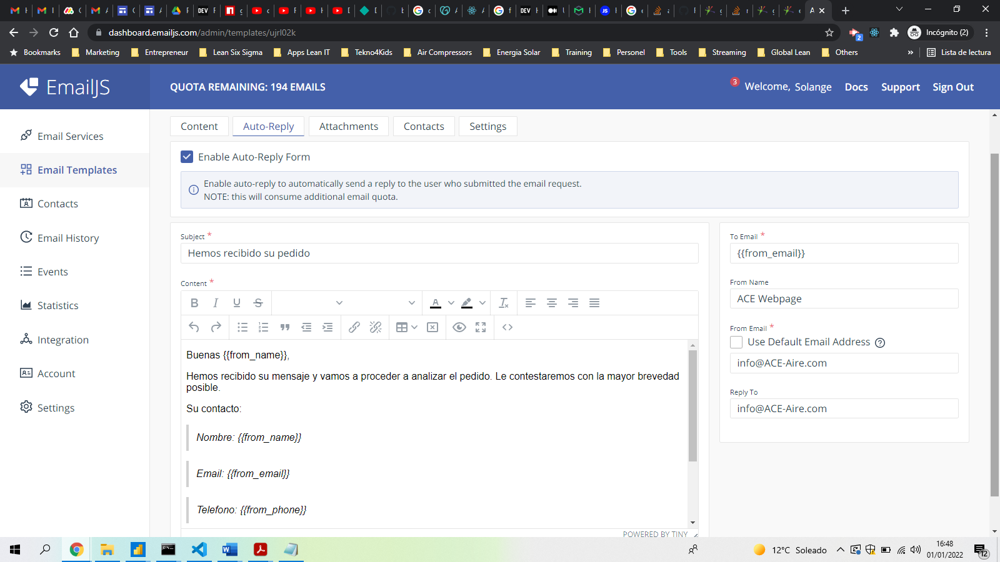 dashboard.emailjs.com/admin/templates/ujrl02k
Incógnito (2)
2
Bookmarks
Marketing
Entrepreneur
Lean Six Sigma
Apps Lean IT
Tekno4Kids
Air Compressors
Energia Solar
Training
Personel
Tools
Streaming
Global Lean
Others
»
Lista de lectura
EmailJS
QUOTA REMAINING: 194 EMAILS
3
Welcome, Solange
Docs
Support
Sign Out
Email Services
Email Templates
Contacts
Email History
Events
Statistics
Integration
Account
Settings
Content
Auto-Reply
Attachments
Contacts
Settings
Enable Auto-Reply Form
Enable auto-reply to automatically send a reply to the user who submitted the email request.
NOTE: this will consume additional email quota.
Subject *
Hemos recibido su pedido
Content *
Buenas {{from_name}},
Hemos recibido su mensaje y vamos a proceder a analizar el pedido. Le contestaremos con la mayor brevedad
posible.
Su contacto:
Nombre: {{from_name}}
Email: {{from_email}}
Telefono: {{from_phone}}
POWERED BY TINY
To Email *
{{from_email}}
From Name
ACE Webpage
From Email *
Use Default Email Address
info@ACE-Aire.com
Reply To
info@ACE-Aire.com
12°C Soleado
16:48
01/01/2022
12